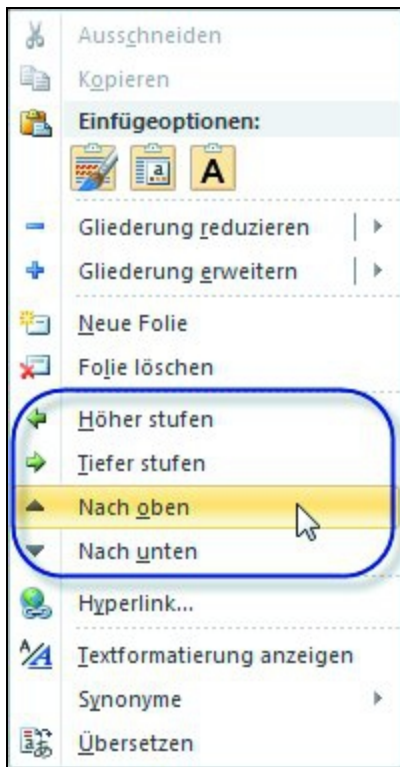 Ausschneiden
Kopieren
Einfügeoptionen:
A
Gliederung reduzieren
Gliederung erweitern
Neue Folie
Folie löschen
Höher stufen
Tiefer stufen
Nach oben
Nach unten
Hyperlink...
Textformatierung anzeigen
Synonyme
Übersetzen